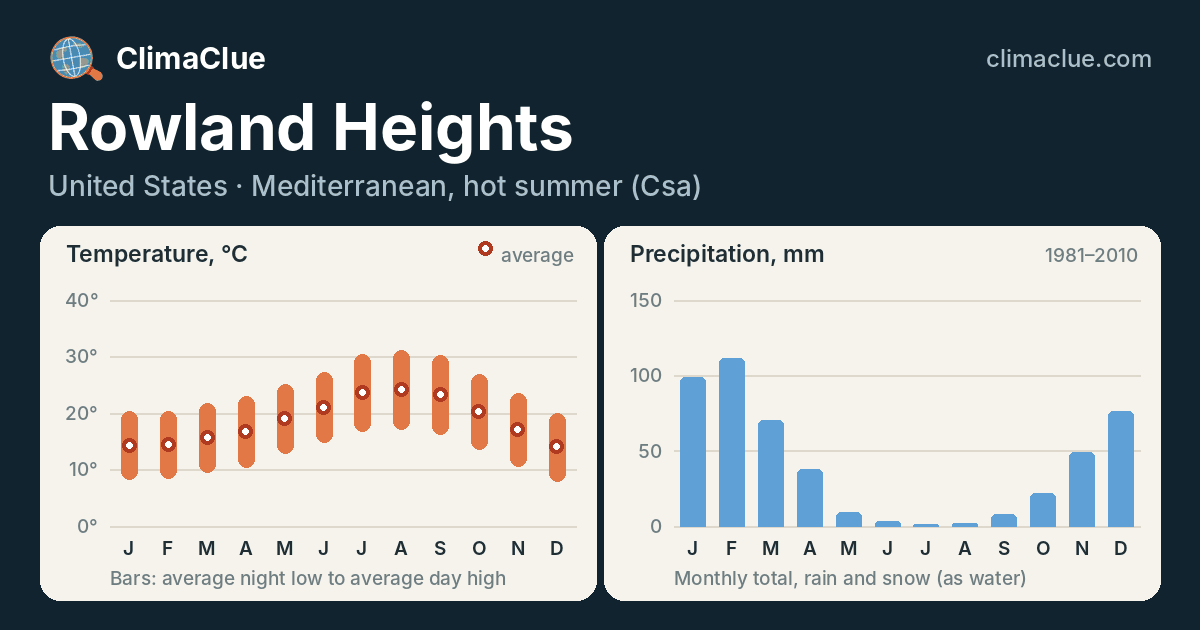 ClimaClue
climaclue.com
Rowland Heights
United States · Mediterranean, hot summer (Csa)
Temperature, °C
average
40°
30°
20°
10°
0°
J F M A M J J A S O N D
Bars: average night low to average day high
Precipitation, mm
1981–2010
150
100
50
0
J F M A M J J A S O N D
Monthly total, rain and snow (as water)